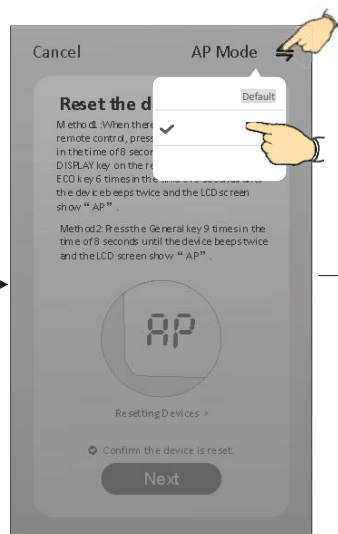 Cancel AP Mode
Default
Reset the d
Method1:When there
remote control, press
in the time of 8 secon
DISPLAY key on the re
ECO key 6 times in the
the device beeps twice and the LCD screen
show “AP”.
Method2: Press the General key 9 times in the
time of 8 seconds until the device beeps twice
and the LCD screen show “AP”.
AP
Resetting Devices >
Confirm the device is reset.
Next